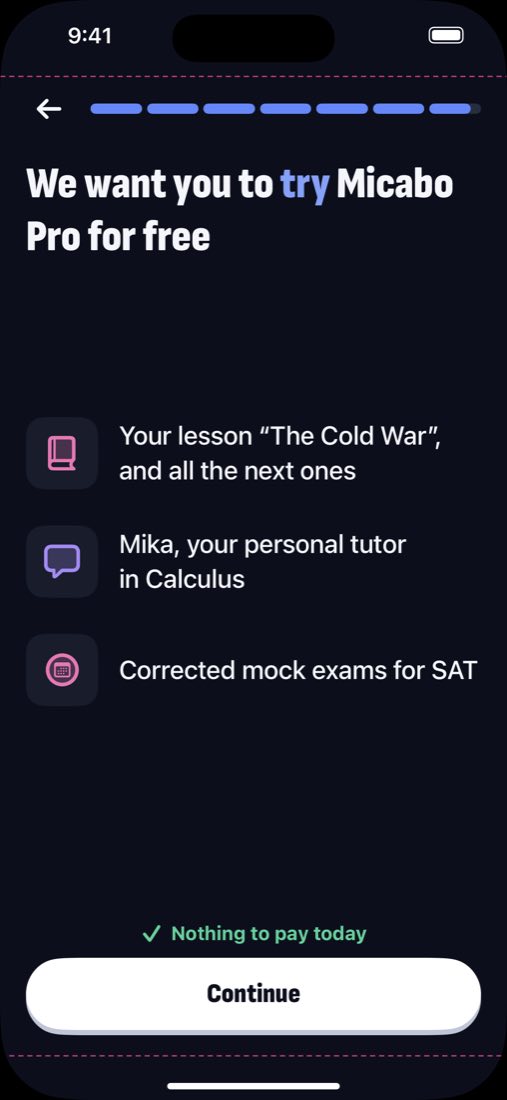 9:41
We want you to try Micabo
Pro for free
Your lesson “The Cold War”,
and all the next ones
Mika, your personal tutor
in Calculus
Corrected mock exams for SAT
Nothing to pay today
Continue